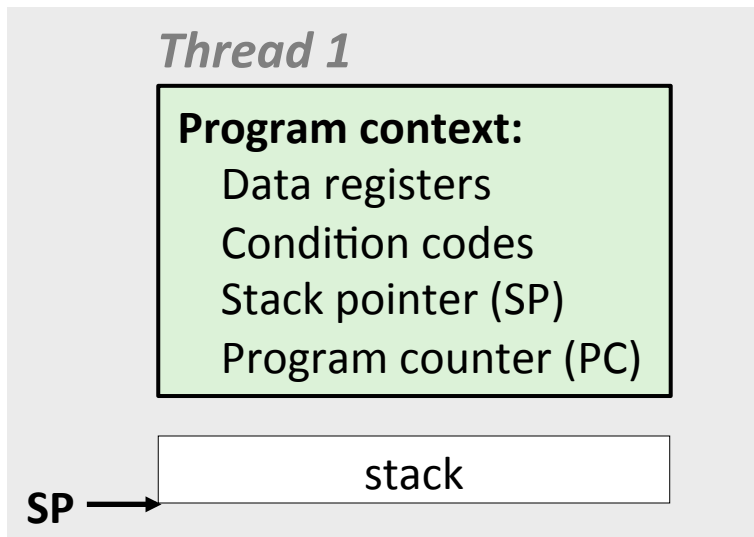 Thread 1
Program context:
Data registers
Condition codes
Stack pointer (SP)
Program counter (PC)
stack
SP